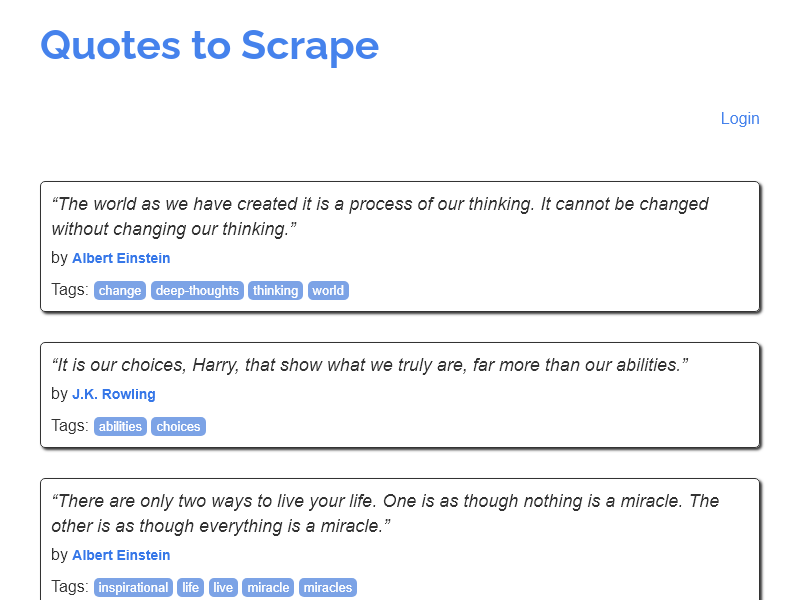 Quotes to Scrape
Login
“The world as we have created it is a process of our thinking. It cannot be changed
without changing our thinking.”
by Albert Einstein
Tags: change deep-thoughts thinking world
“It is our choices, Harry, that show what we truly are, far more than our abilities.”
by J.K. Rowling
Tags: abilities choices
“There are only two ways to live your life. One is as though nothing is a miracle. The
other is as though everything is a miracle.”
by Albert Einstein
Tags: inspirational life live miracle miracles